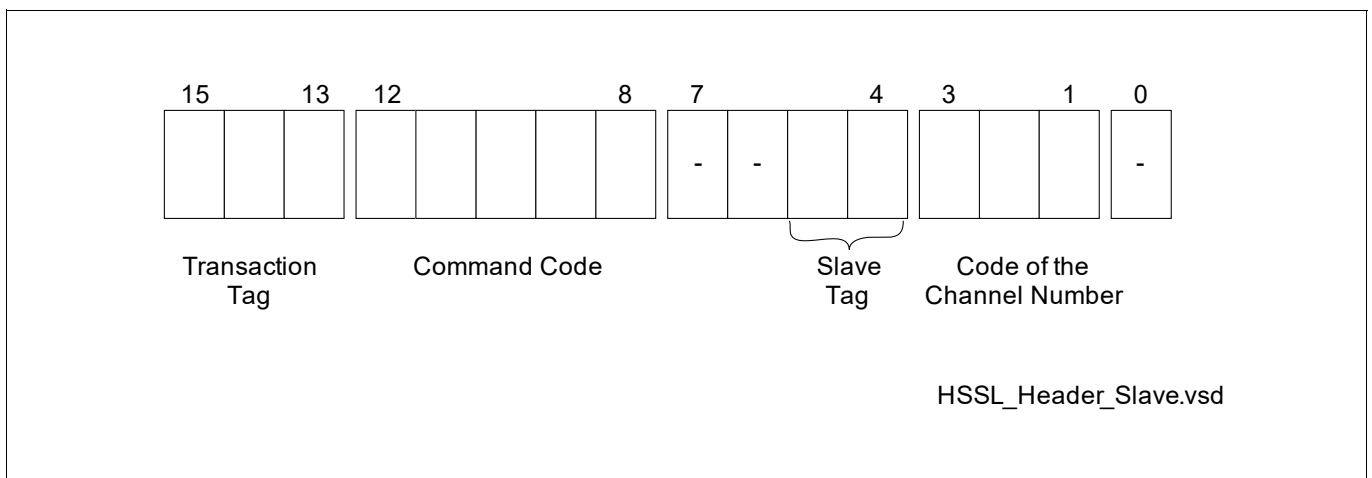 15 13 12 8 7 4 3 1 0
- - -
Transaction Command Code Slave Code of the
Tag Tag Channel Number
HSSL_Header_Slave.vsd